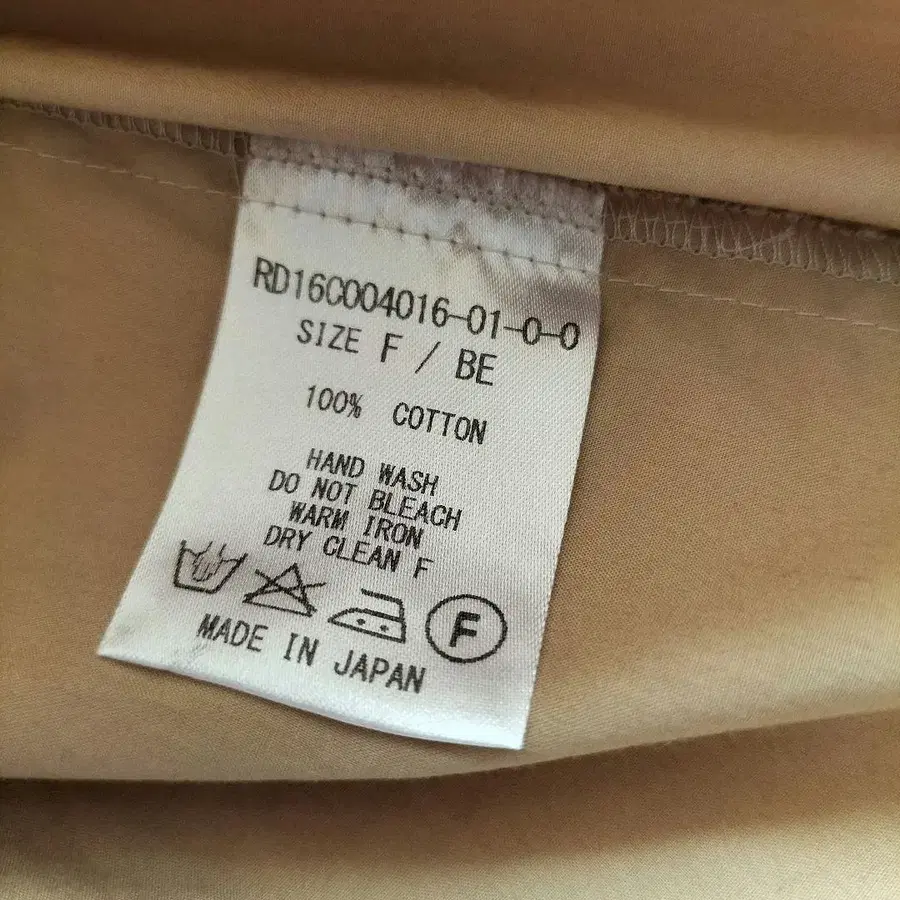 RD16C004016-01-0-0
SIZE F / BE
100% COTTON
HAND WASH
DO NOT BLEACH
WARM IRON
DRY CLEAN F
F
MADE IN JAPAN